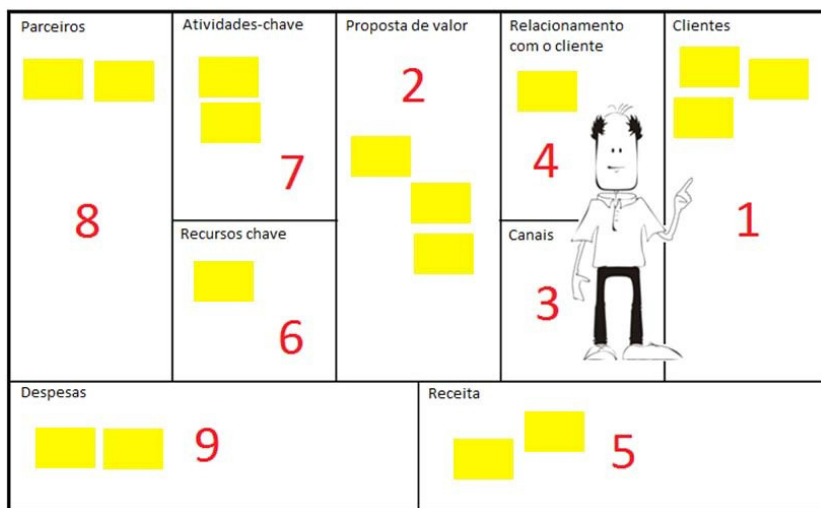 Parceiros
8
Atividades-chave
7
Recursos chave
6
Proposta de valor
2
Relacionamento
com o cliente
4
Canais
3
Clientes
1
Despesas
9
Receita
5